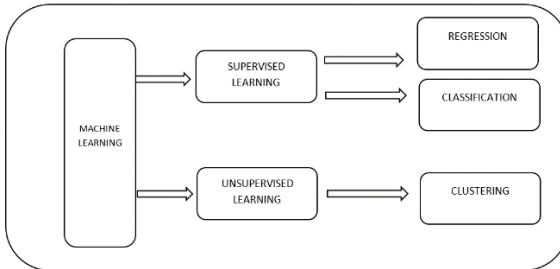 MACHINE
LEARNING
SUPERVISED
LEARNING
REGRESSION
CLASSIFICATION
UNSUPERVISED
LEARNING
CLUSTERING